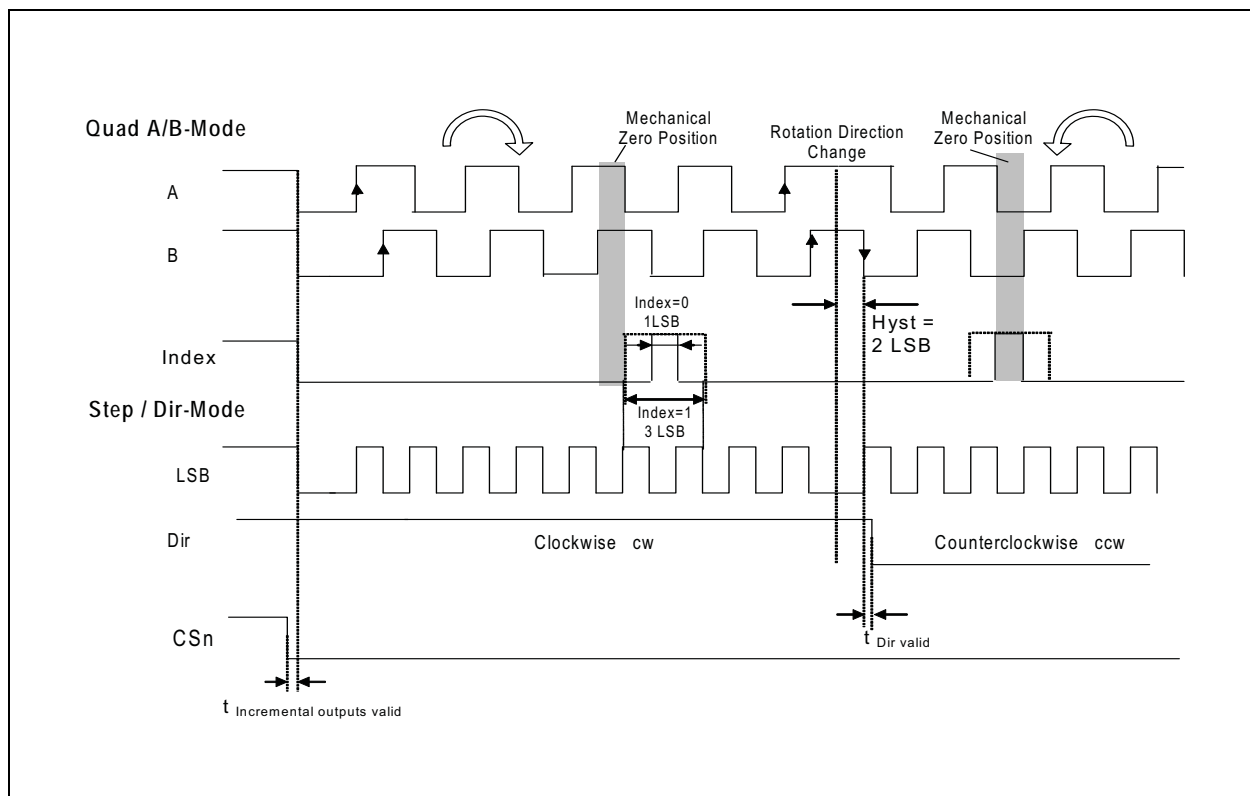 Quad A/B-Mode
Mechanical
Zero Position
Rotation Direction
Change
Mechanical
Zero Position
A
B
Index=0
1LSB
Hyst =
2 LSB
Index
Step / Dir-Mode
Index=1
3 LSB
LSB
Dir
Clockwise cw
Counterclockwise ccw
CSn
t Dir valid
t Incremental outputs valid